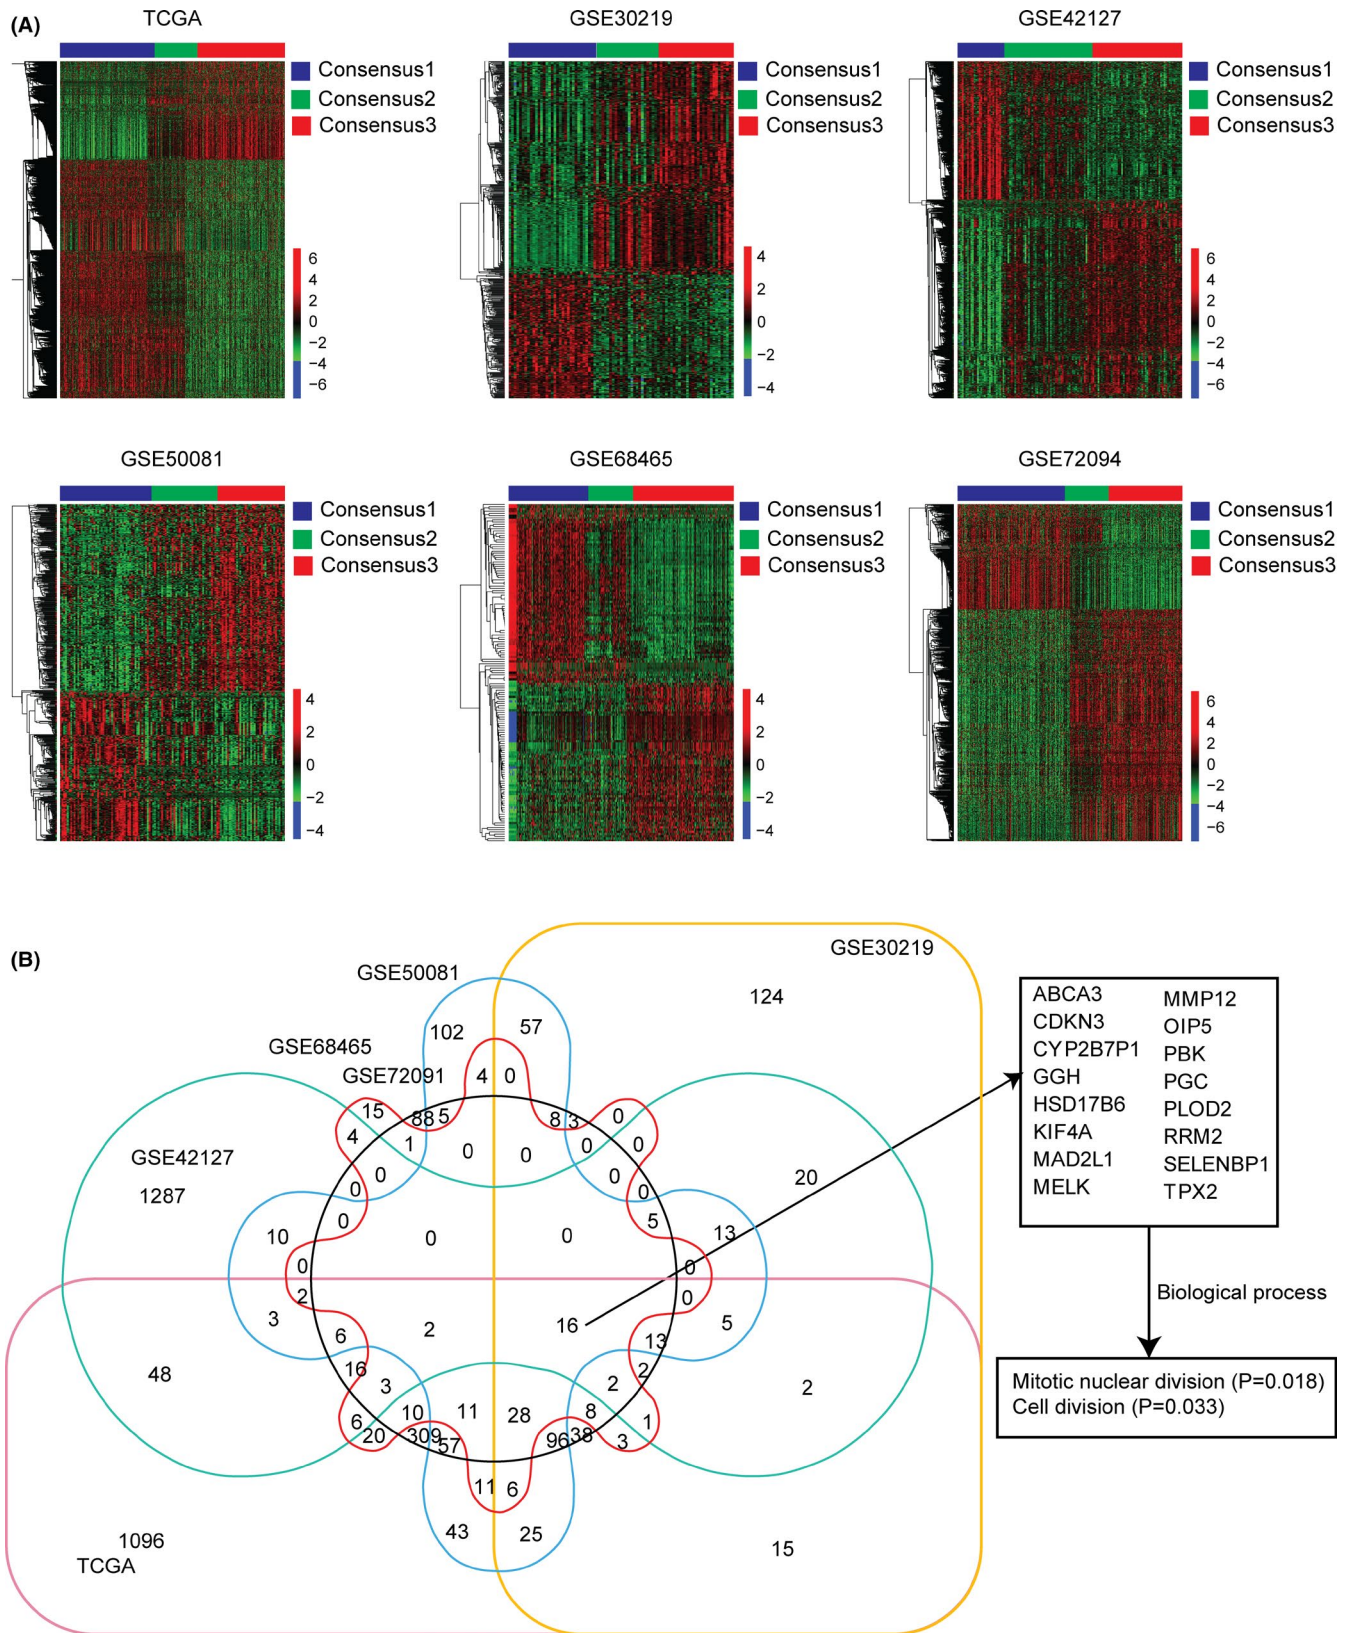 (A)
TCGA
GSE30219
GSE42127
Consensus1
Consensus2
Consensus3
6
4
2
0
−2
−4
−6
Consensus1
Consensus2
Consensus3
4
2
0
−2
−4
Consensus1
Consensus2
Consensus3
6
4
2
0
−2
−4
−6
GSE50081
GSE68465
GSE72094
Consensus1
Consensus2
Consensus3
4
2
0
−2
−4
Consensus1
Consensus2
Consensus3
4
2
0
−2
−4
Consensus1
Consensus2
Consensus3
6
4
2
0
−2
−4
−6
(B)
GSE30219
GSE50081
124
102
57
GSE68465
GSE72091
4 0
15
88 5
8 3
0
4
1
0
0
0
0
GSE42127
0
0
20
1287
0
0
0
5
13
10
0
0
0
0
2
0
3
6
2
16
13
5
16
3
2
2
48
2
10
11
28
8
1
6
20
309
57
96
38
3
11
6
43
25
15
1096
TCGA
ABCA3
CDKN3
CYP2B7P1
GGH
HSD17B6
KIF4A
MAD2L1
MELK
MMP12
OIP5
PBK
PGC
PLOD2
RRM2
SELENBP1
TPX2
Biological process
Mitotic nuclear division (P=0.018)
Cell division (P=0.033)